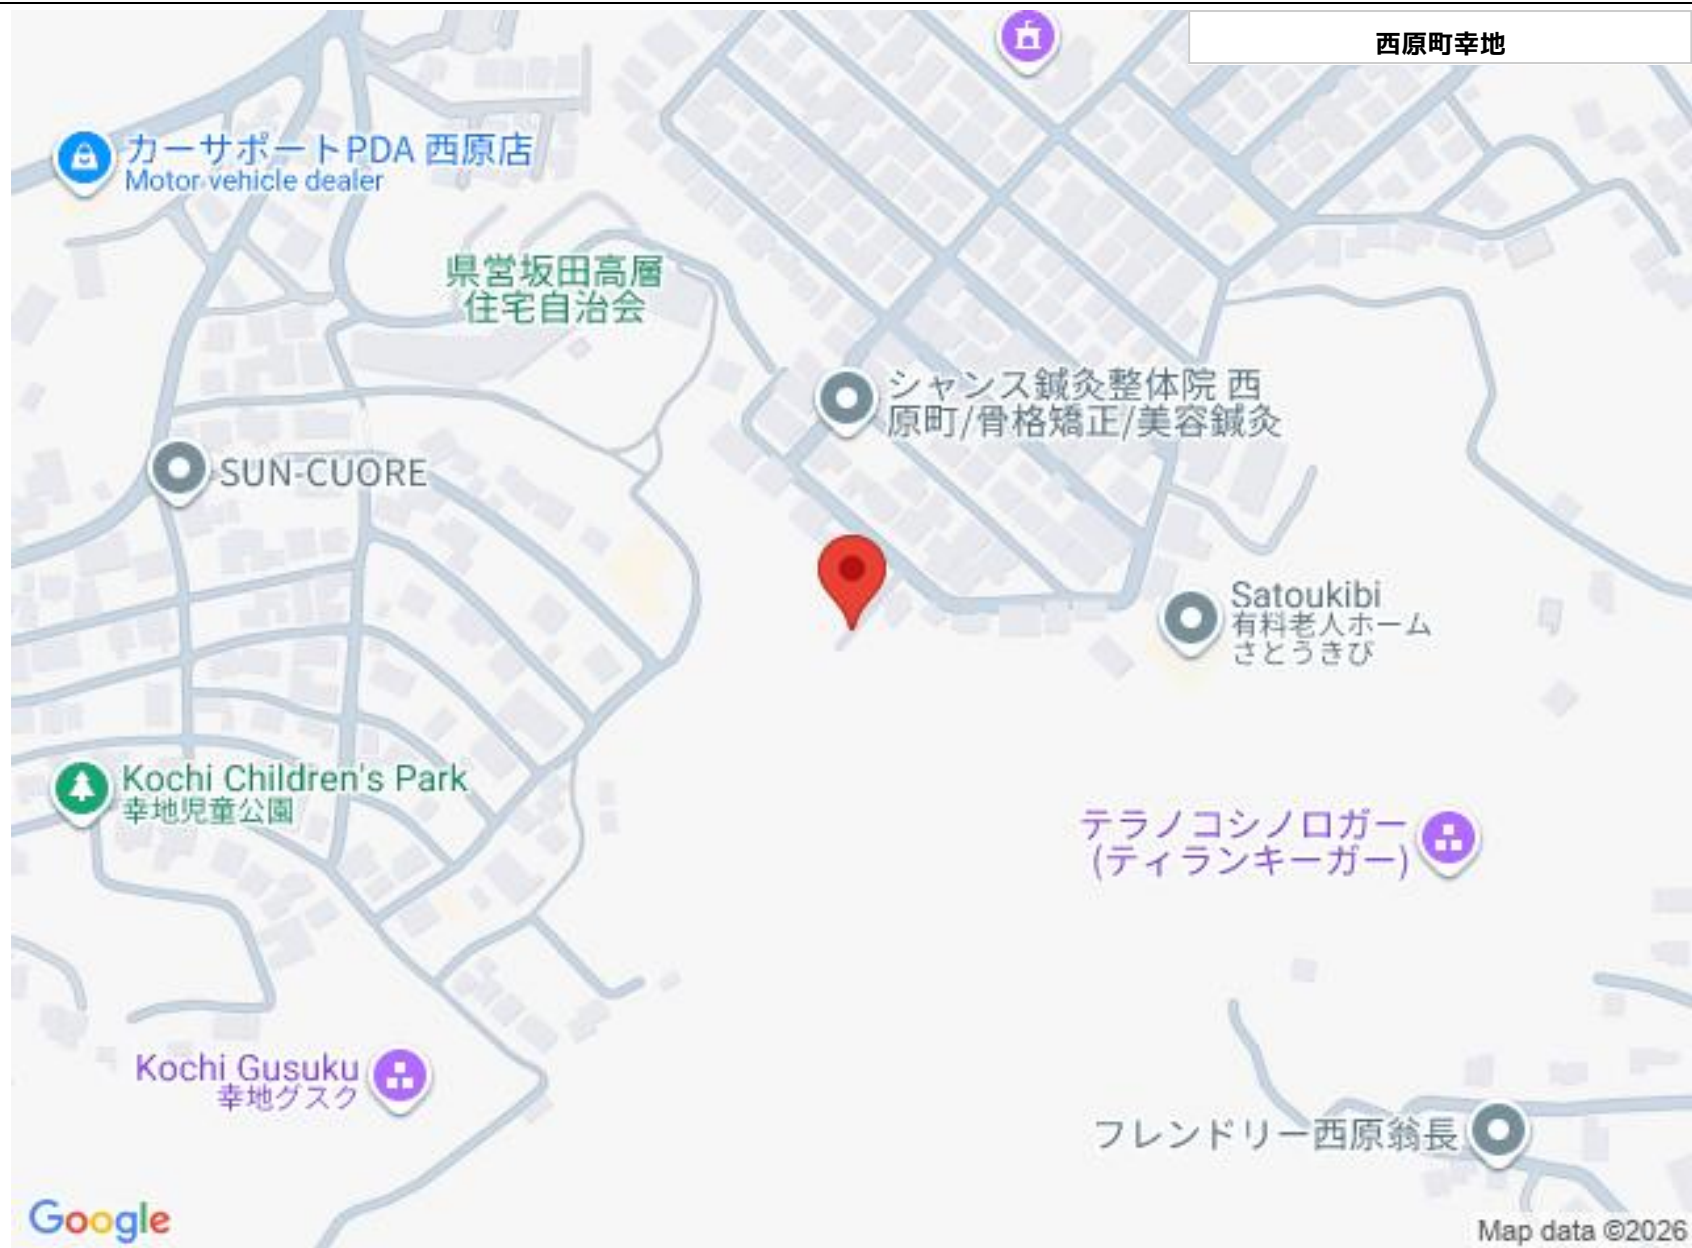 西原町幸地
カーサポートPDA 西原店
Motor vehicle dealer
県営坂田高層
住宅自治会
シャンス鍼灸整体院 西
原町/骨格矯正/美容鍼灸
SUN-CUORE
Satoukibi
有料老人ホーム
さとうきび
Kochi Children's Park
幸地児童公園
テラノコシノロガー
(ティランキーガー)
Kochi Gusuku
幸地グスク
フレンドリー西原翁長
Google
Map data ©2026